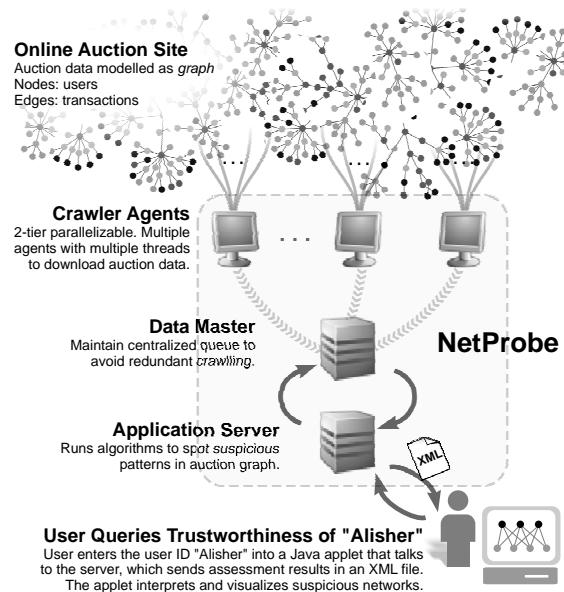 Online Auction Site
Auction data modelled as graph
Nodes: users
Edges: transactions
... ... ...
Crawler Agents
2-tier parallelizable. Multiple
agents with multiple threads
to download auction data.
...
Data Master
Maintain centralized queue to
avoid redundant crawlling.
NetProbe
Application Server
Runs algorithms to spot suspicious
patterns in auction graph.
XML
User Queries Trustworthiness of "Alisher"
User enters the user ID "Alisher" into a Java applet that talks
to the server, which sends assessment results in an XML file.
The applet interprets and visualizes suspicious networks.